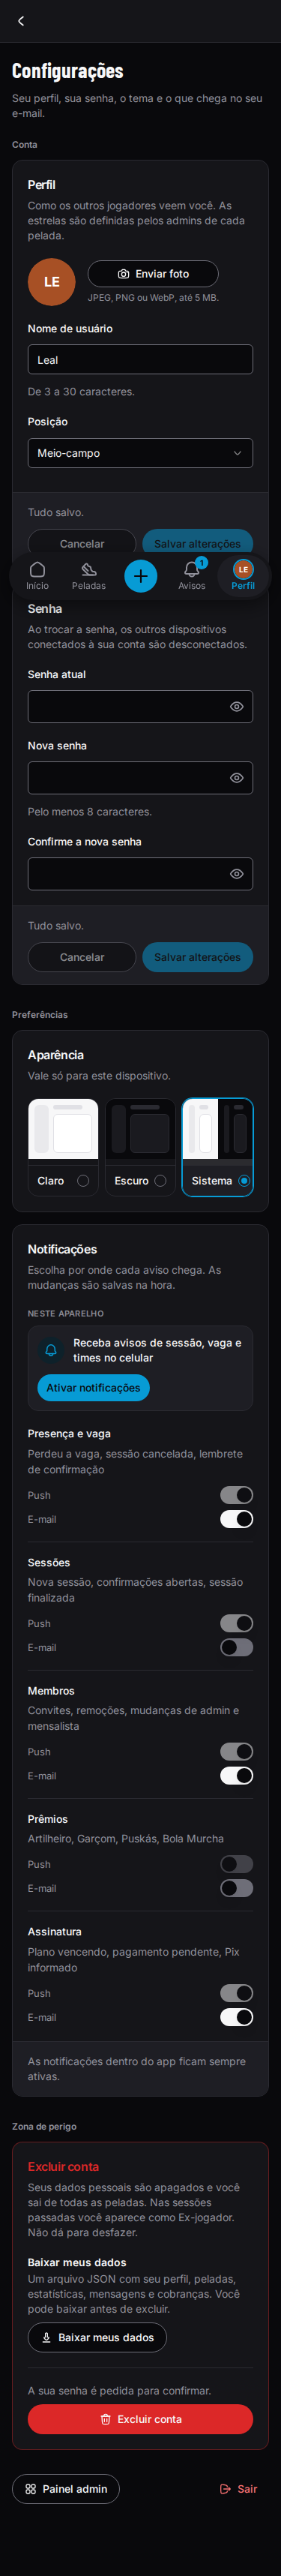 Configurações
Seu perfil, sua senha, o tema e o que chega no seu
e-mail.
Conta
Perfil
Como os outros jogadores veem você. As
estrelas são definidas pelos admins de cada
pelada.
LE
Enviar foto
JPEG, PNG ou WebP, até 5 MB.
Nome de usuário
Leal
De 3 a 30 caracteres.
Posição
Meio-campo
Tudo salvo.
Cancelar
Salvar alterações
Início
Peladas
1
Avisos
LE
Perfil
Senha
Ao trocar a senha, os outros dispositivos
conectados à sua conta são desconectados.
Senha atual
Nova senha
Pelo menos 8 caracteres.
Confirme a nova senha
Tudo salvo.
Cancelar
Salvar alterações
Preferências
Aparência
Vale só para este dispositivo.
Claro
Escuro
Sistema
Notificações
Escolha por onde cada aviso chega. As
mudanças são salvas na hora.
NESTE APARELHO
Receba avisos de sessão, vaga e
times no celular
Ativar notificações
Presença e vaga
Perdeu a vaga, sessão cancelada, lembrete
de confirmação
Push
E-mail
Sessões
Nova sessão, confirmações abertas, sessão
finalizada
Push
E-mail
Membros
Convites, remoções, mudanças de admin e
mensalista
Push
E-mail
Prêmios
Artilheiro, Garçom, Puskás, Bola Murcha
Push
E-mail
Assinatura
Plano vencendo, pagamento pendente, Pix
informado
Push
E-mail
As notificações dentro do app ficam sempre
ativas.
Zona de perigo
Excluir conta
Seus dados pessoais são apagados e você
sai de todas as peladas. Nas sessões
passadas você aparece como Ex-jogador.
Não dá para desfazer.
Baixar meus dados
Um arquivo JSON com seu perfil, peladas,
estatísticas, mensagens e cobranças. Você
pode baixar antes de excluir.
Baixar meus dados
A sua senha é pedida para confirmar.
Excluir conta
Painel admin
Sair